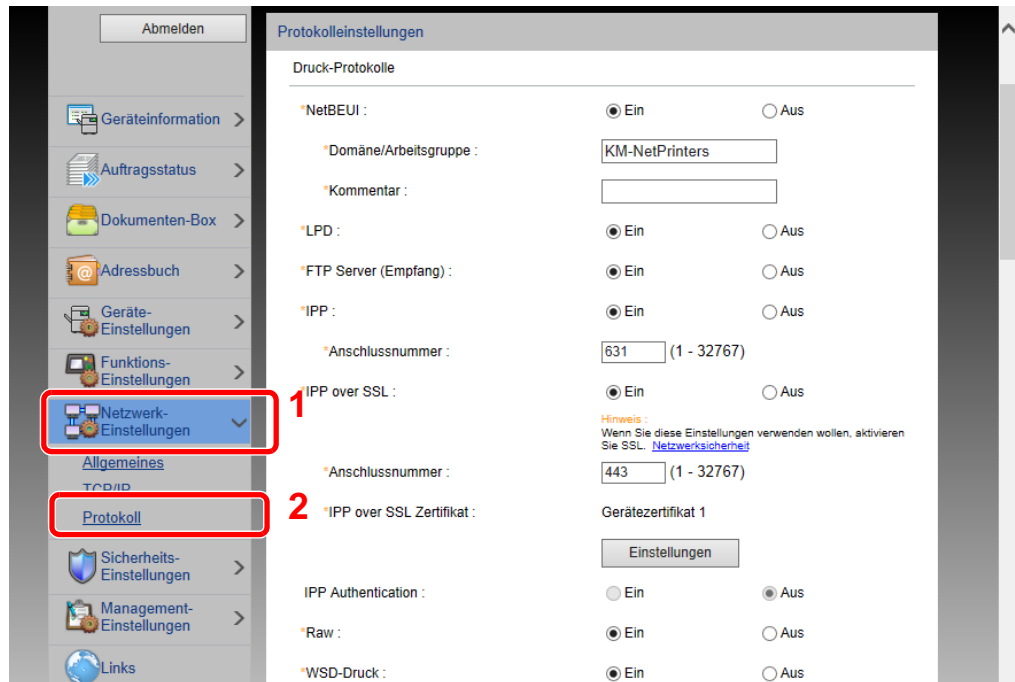 Abmelden
Geräteinformation
Auftragsstatus
Dokumenten-Box
Adressbuch
Geräte-
Einstellungen
Funktions-
Einstellungen
Netzwerk-
Einstellungen
1
Allgemeines
TCP/IP
Protokoll
2
Sicherheits-
Einstellungen
Management-
Einstellungen
Links
Protokolleinstellungen
Druck-Protokolle
*NetBEUI : Ein Aus
*Domäne/Arbeitsgruppe : KM-NetPrinters
*Kommentar :
*LPD : Ein Aus
*FTP Server (Empfang) : Ein Aus
*IPP : Ein Aus
*Anschlussnummer : 631 (1 - 32767)
*IPP over SSL : Ein Aus
Hinweis :
Wenn Sie diese Einstellungen verwenden wollen, aktivieren
Sie SSL. Netzwerksicherheit
*Anschlussnummer : 443 (1 - 32767)
*IPP over SSL Zertifikat : Gerätezertifikat 1
Einstellungen
IPP Authentication : Ein Aus
*Raw : Ein Aus
*WSD-Druck : Ein Aus